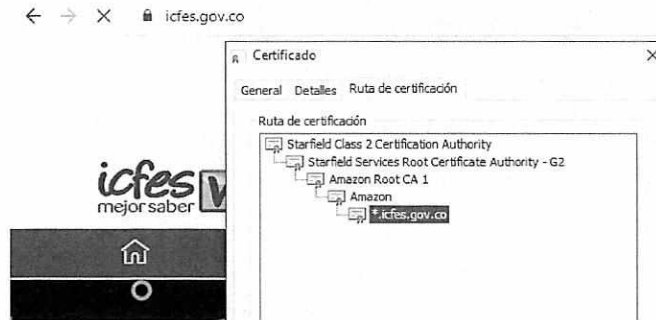 icfes.gov.co
Certificado
General Detalles Ruta de certificación
Ruta de certificación
Starfield Class 2 Certification Authority
Starfield Services Root Certificate Authority - G2
Amazon Root CA 1
Amazon
*.icfes.gov.co
icfes
mejor saber